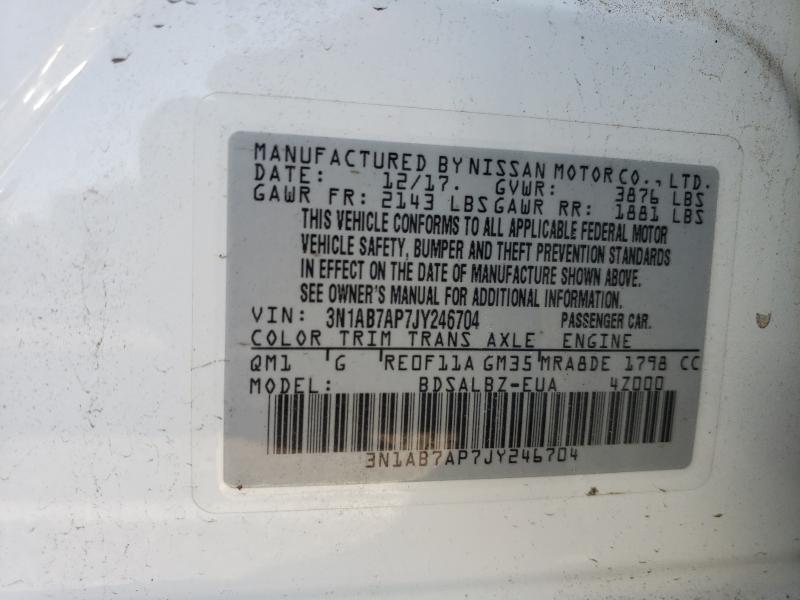 MANUFACTURED BY NISSAN MOTOR CO., LTD.
DATE: 12/17. GVWR: 3876 LBS
GAWR FR: 2143 LBS GAWR RR: 1881 LBS
THIS VEHICLE CONFORMS TO ALL APPLICABLE FEDERAL MOTOR
VEHICLE SAFETY, BUMPER AND THEFT PREVENTION STANDARDS
IN EFFECT ON THE DATE OF MANUFACTURE SHOWN ABOVE.
SEE OWNER'S MANUAL FOR ADDITIONAL INFORMATION.
VIN: 3N1AB7AP7JY246704 PASSENGER CAR.
COLOR TRIM TRANS AXLE ENGINE
QM1 G RE0F11A GM35 MRA8DE 1798 CC
MODEL: BDSALBZ-EUA 4Z000
3N1AB7AP7JY246704